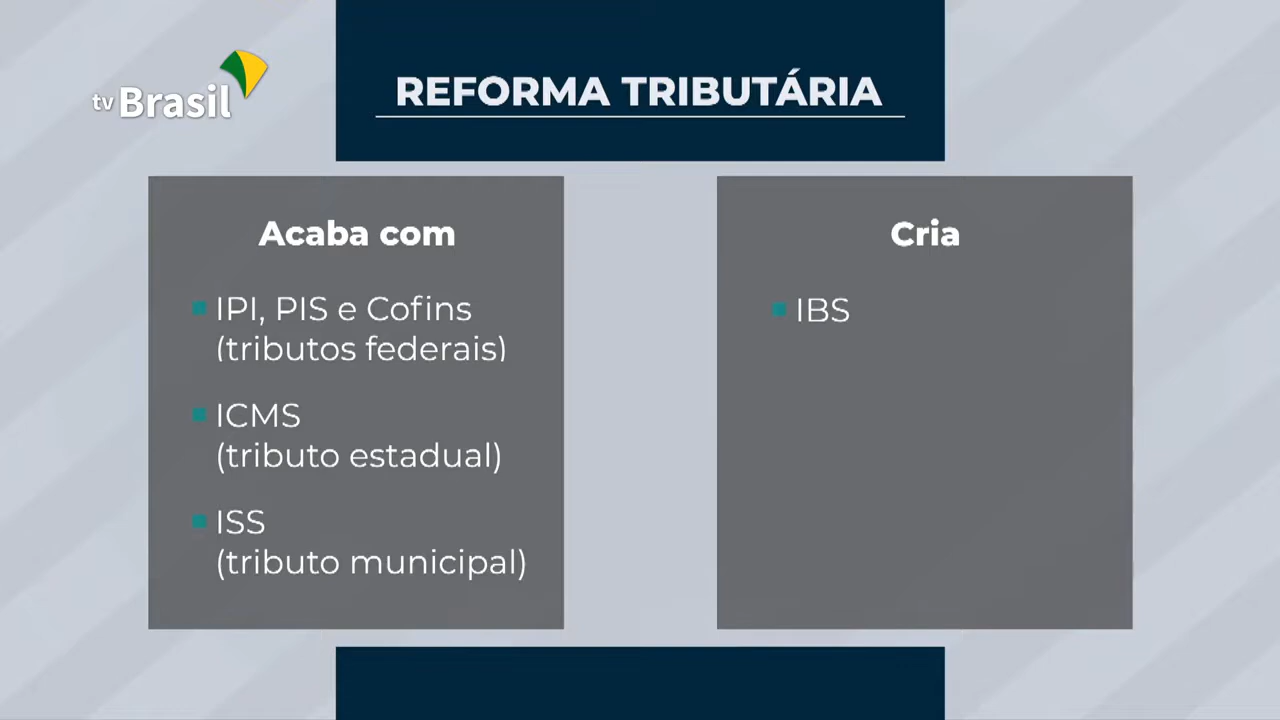 tv Brasil
REFORMA TRIBUTÁRIA
Acaba com
IPI, PIS e Cofins
(tributos federais)
ICMS
(tributo estadual)
ISS
(tributo municipal)
Cria
IBS